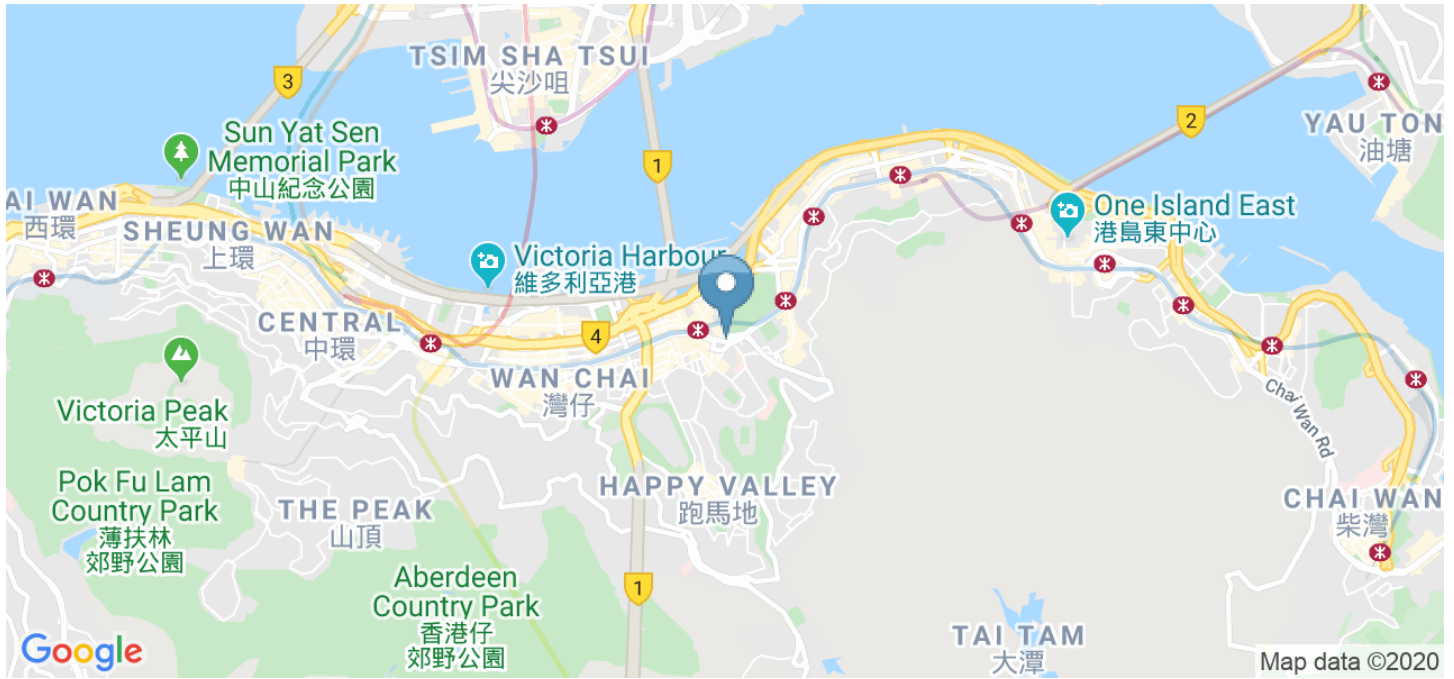 TSIM SHA TSUI
尖沙咀
3
2
1
YAU TON
油塘
Sun Yat Sen
Memorial Park
中山紀念公園
AI WAN
西環
SHEUNG WAN
上環
One Island East
港島東中心
Victoria Harbour
維多利亞港
CENTRAL
中環
4
WAN CHAI
灣仔
Victoria Peak
太平山
Chai Wan Rd
Pok Fu Lam
Country Park
薄扶林
郊野公園
THE PEAK
山頂
HAPPY VALLEY
跑馬地
CHAI WAN
柴灣
Aberdeen
Country Park
香港仔
郊野公園
1
TAI TAM
大潭
Google
Map data ©2020